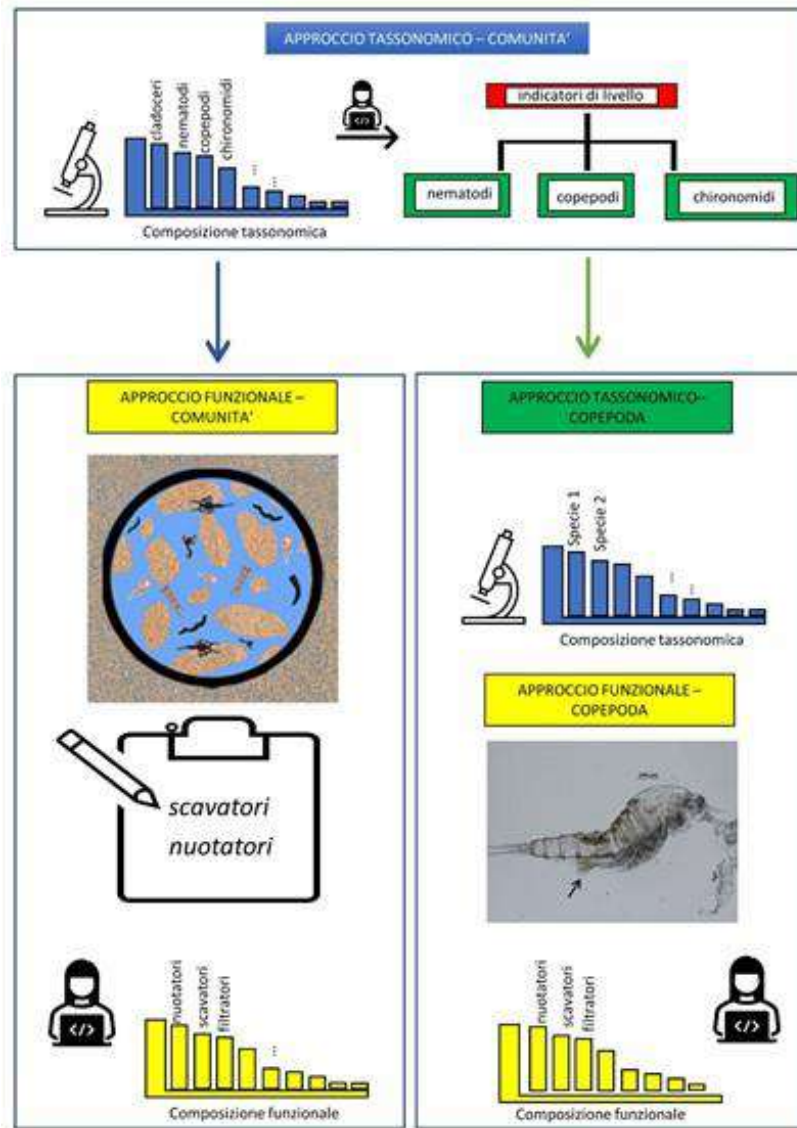 APPROCCIO TASSONOMICO – COMUNITA'
cladoceri
nematodi
copepodi
chironomidi
...
...
Composizione tassonomica
</>
indicatori di livello
nematodi
copepodi
chironomidi
APPROCCIO FUNZIONALE –
COMUNITA'
scavatori
nuotatori
</>
nuotatori
scavatori
filtratori
...
Composizione funzionale
APPROCCIO TASSONOMICO–
COPEPODA
Specie 1
Specie 2
...
...
Composizione tassonomica
APPROCCIO FUNZIONALE –
COPEPODA
nuotatori
scavatori
filtratori
</>
Composizione funzionale